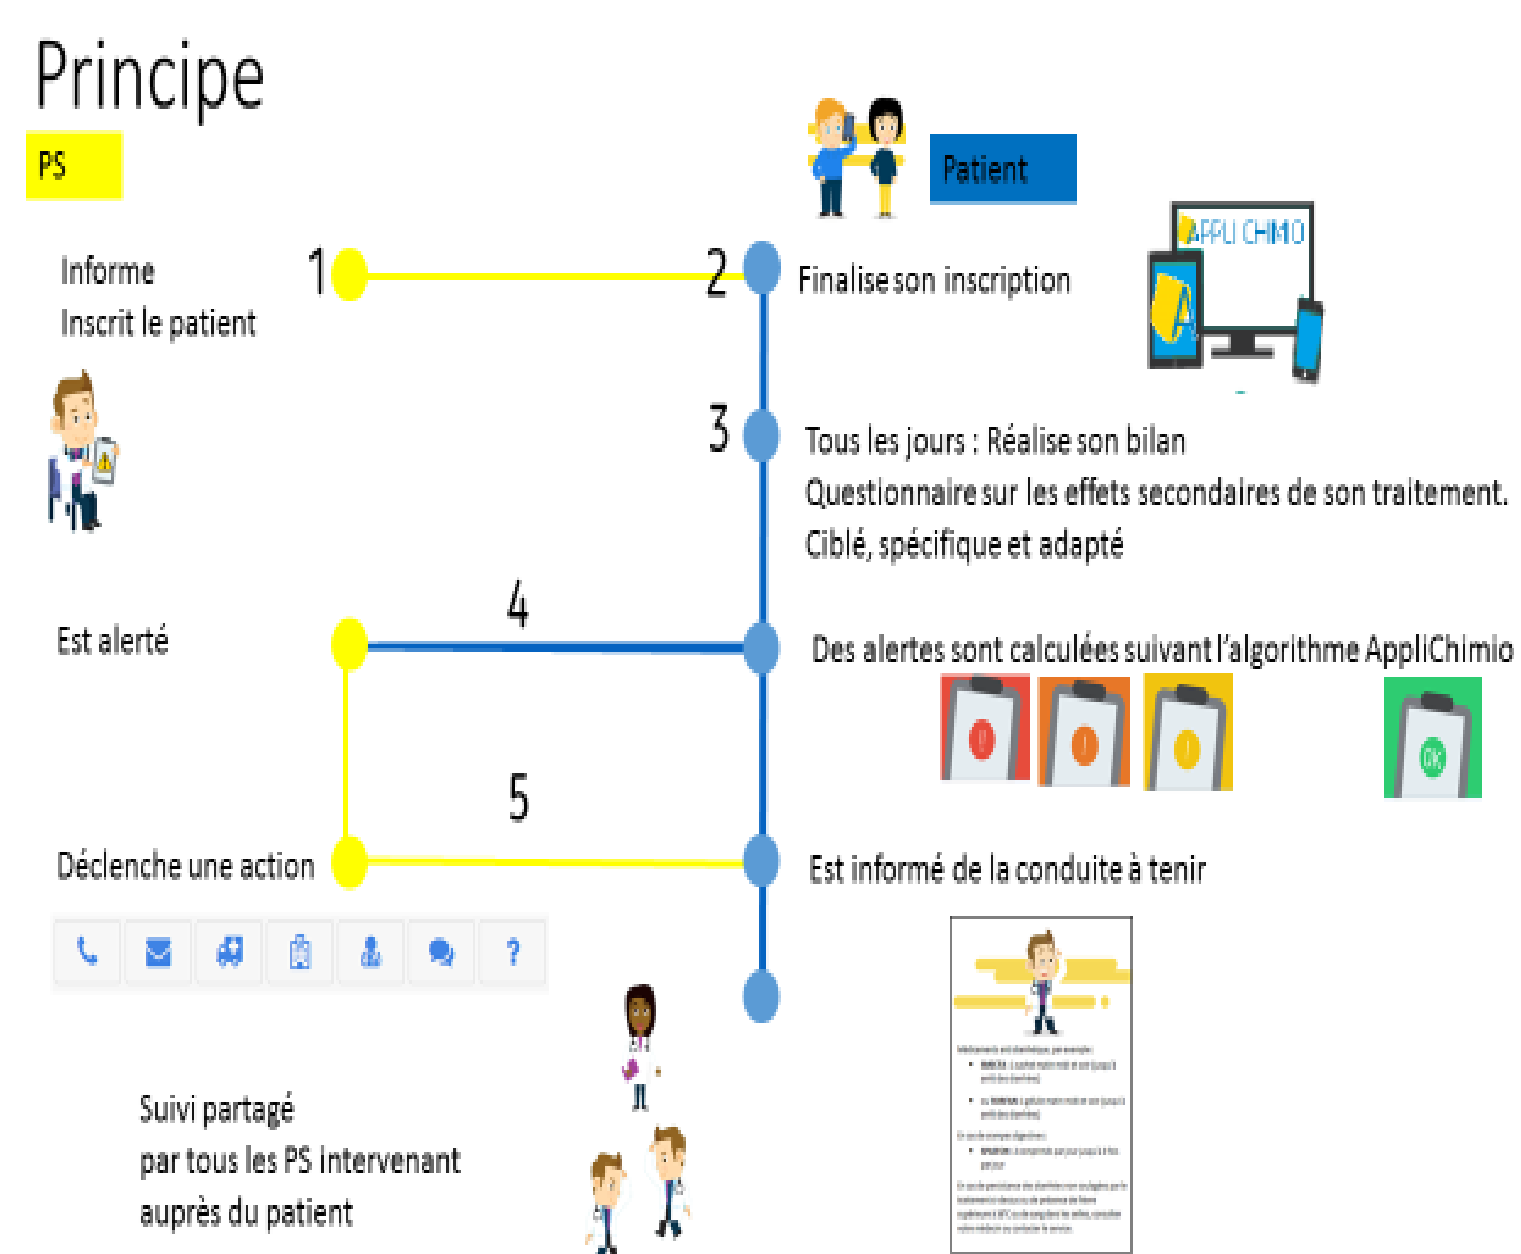 Principe
PS
Patient
APPLI CHIMIO
Informe
Inscrit le patient
1
2
Finalise son inscription
3
Tous les jours : Réalise son bilan
Questionnaire sur les effets secondaires de son traitement.
Ciblé, spécifique et adapté
4
Est alerté
Des alertes sont calculées suivant l'algorithme AppliChimio
! ! ! OK
5
Déclenche une action
Est informé de la conduite à tenir
?
Suivi partagé
par tous les PS intervenant
auprès du patient